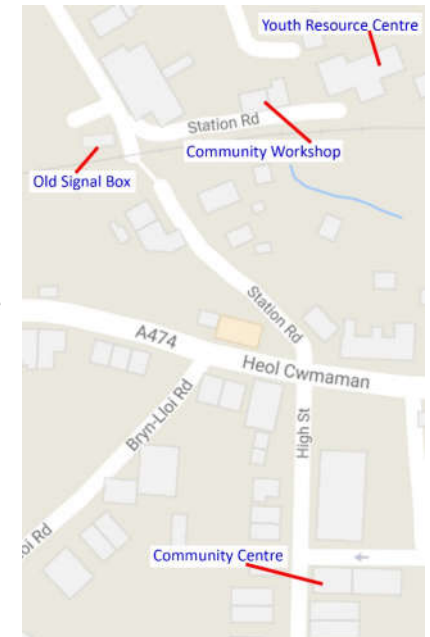 Youth Resource Centre
Station Rd
Community Workshop
Old Signal Box
Station Rd
A474
Heol Cwmaman
Bryn-Lloi Rd
High St
oi Rd
Community Centre